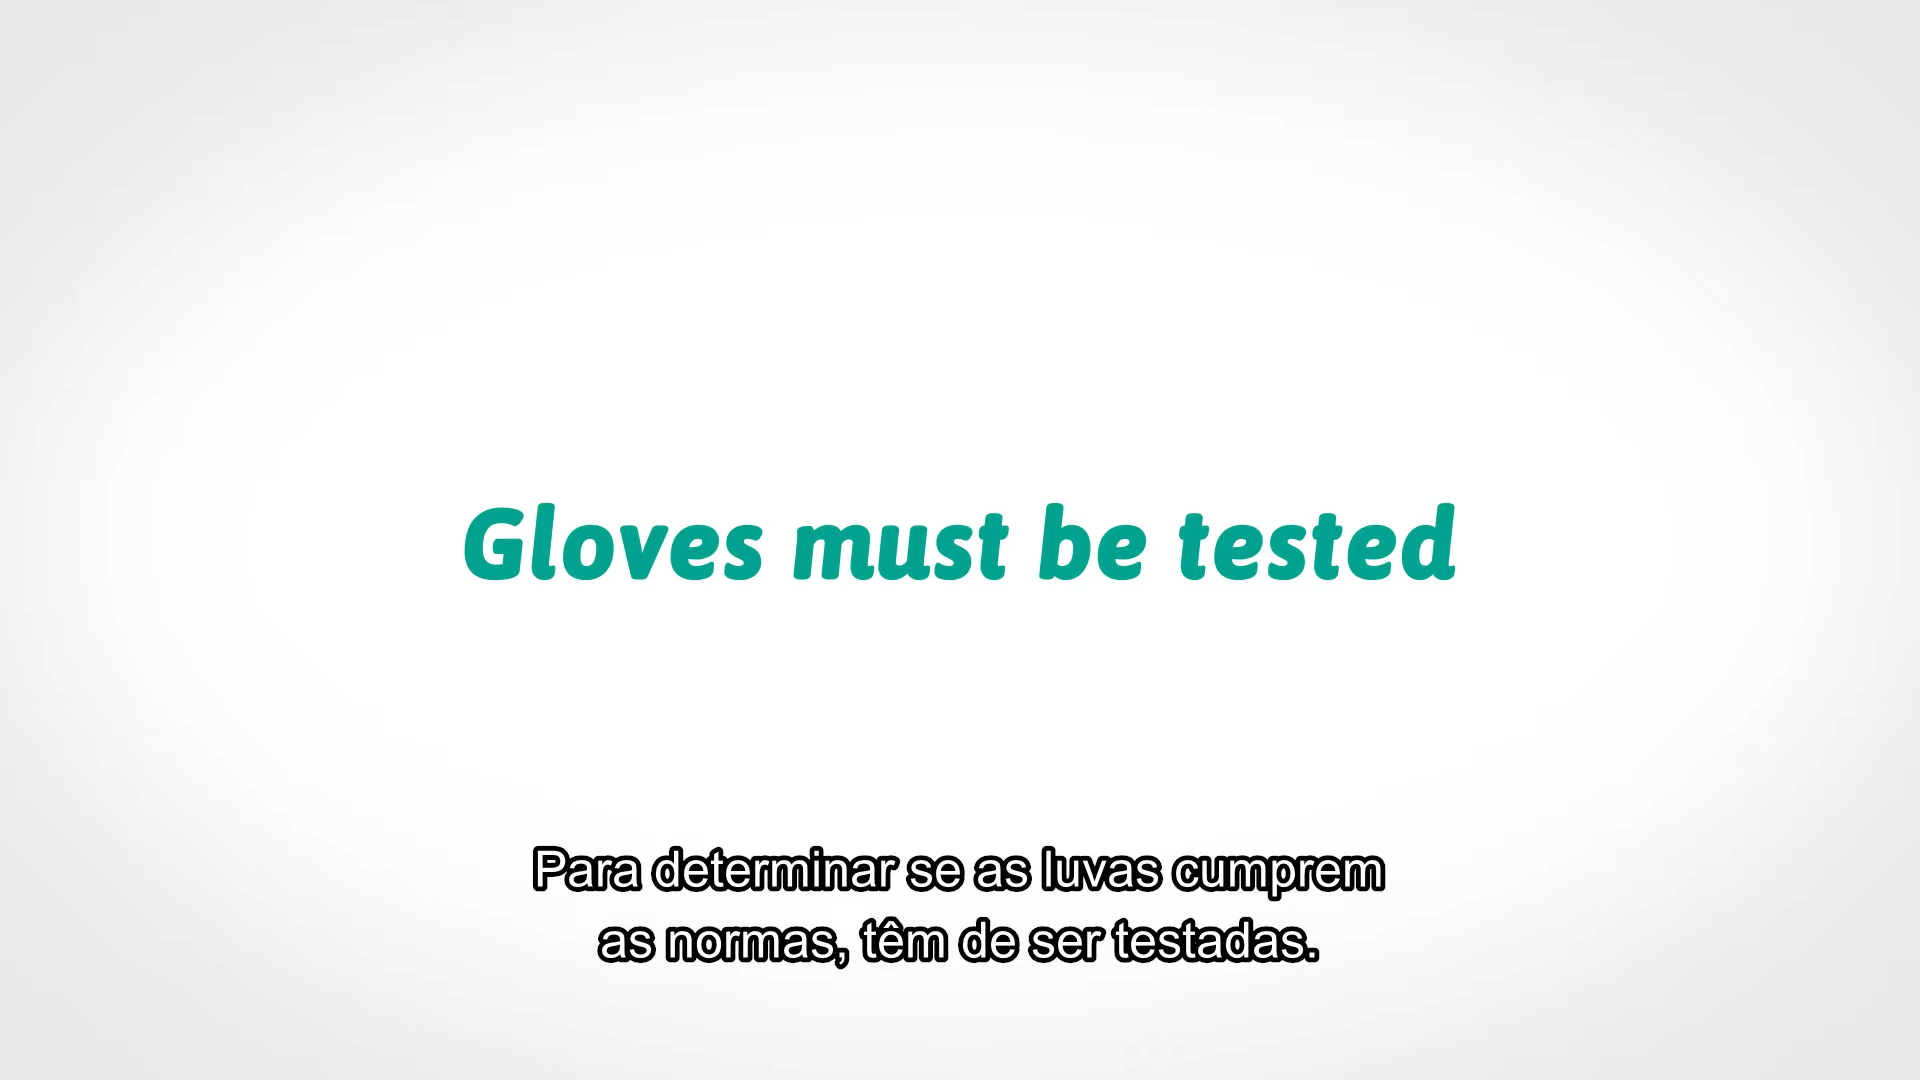 Gloves must be tested
Para determinar se as luvas cumprem
as normas, têm de ser testadas.